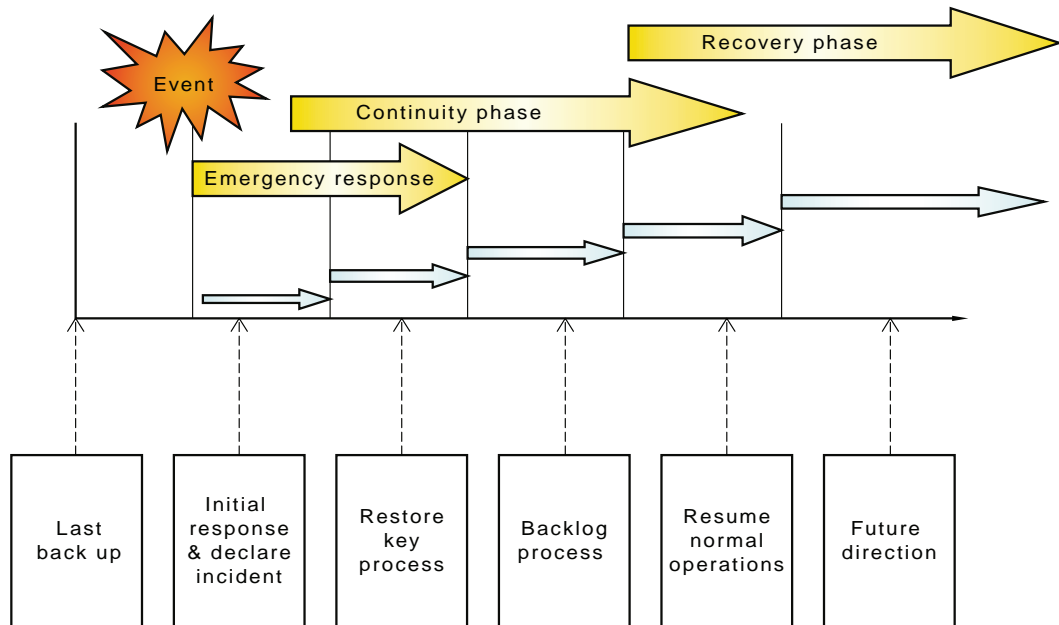 Recovery phase
Event
Continuity phase
Emergency response
Last
back up
Initial
response
& declare
incident
Restore
key
process
Backlog
process
Resume
normal
operations
Future
direction